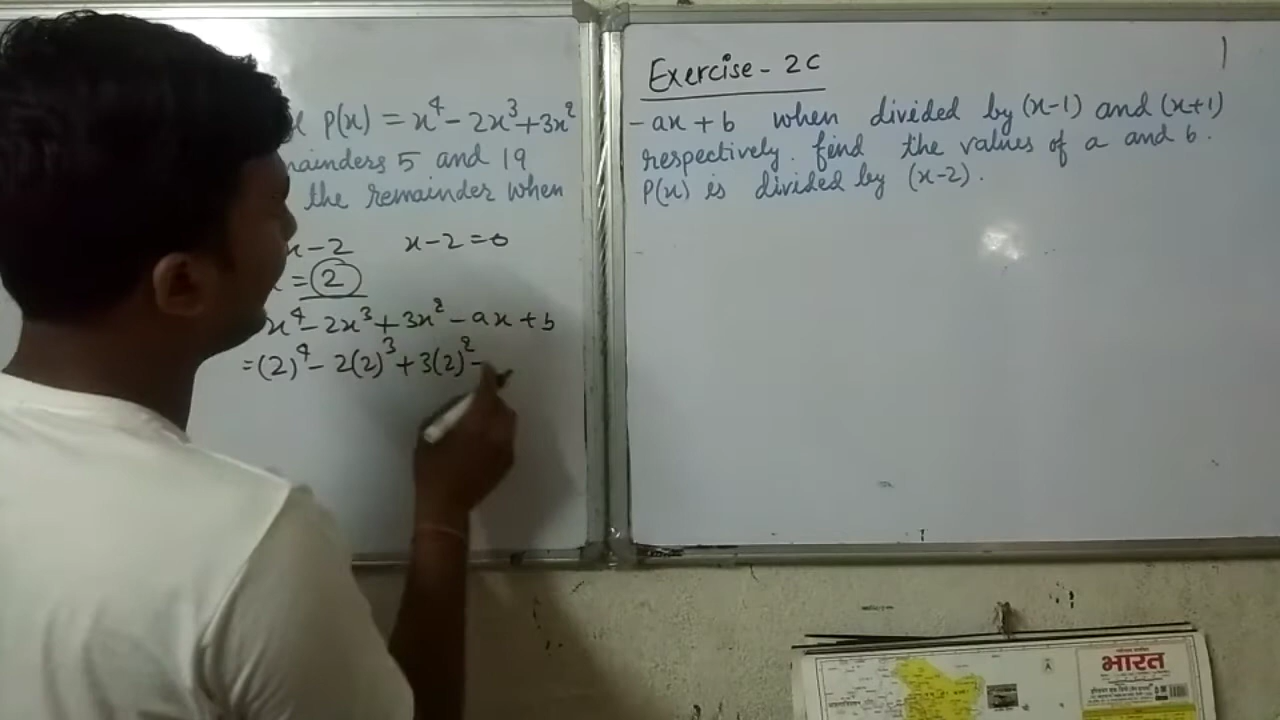 Exercise - 2C
p(x) = x⁴ - 2x³ + 3x² - ax + b when divided by (x-1) and (x+1)
mainders 5 and 19 respectively. find the values of a and b.
the remainder when P(x) is divided by (x-2).
x - 2 x - 2 = 0
= 2
x⁴ - 2x³ + 3x² - ax + b
= (2)⁴ - 2(2)³ + 3(2)² -
भारत